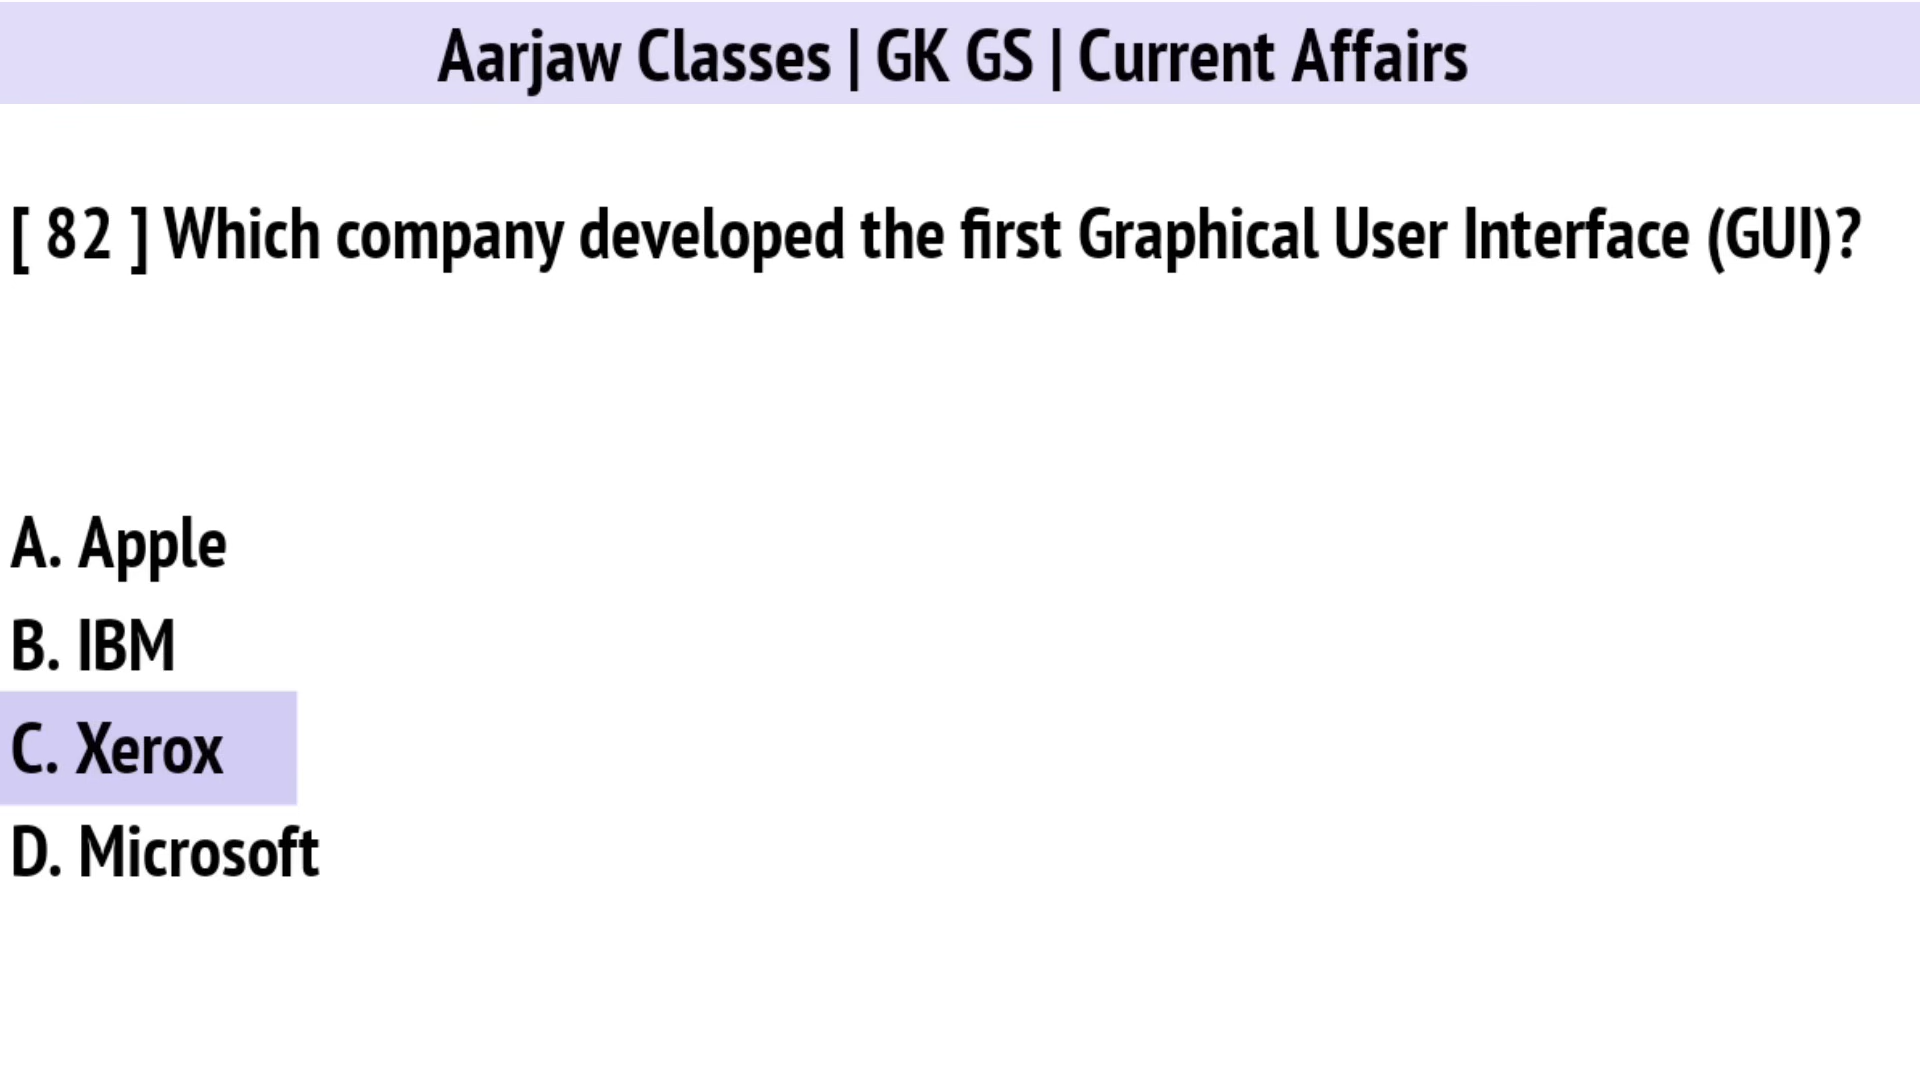 Aarjaw Classes | GK GS | Current Affairs
[ 82 ] Which company developed the first Graphical User Interface (GUI)?
A. Apple
B. IBM
C. Xerox
D. Microsoft